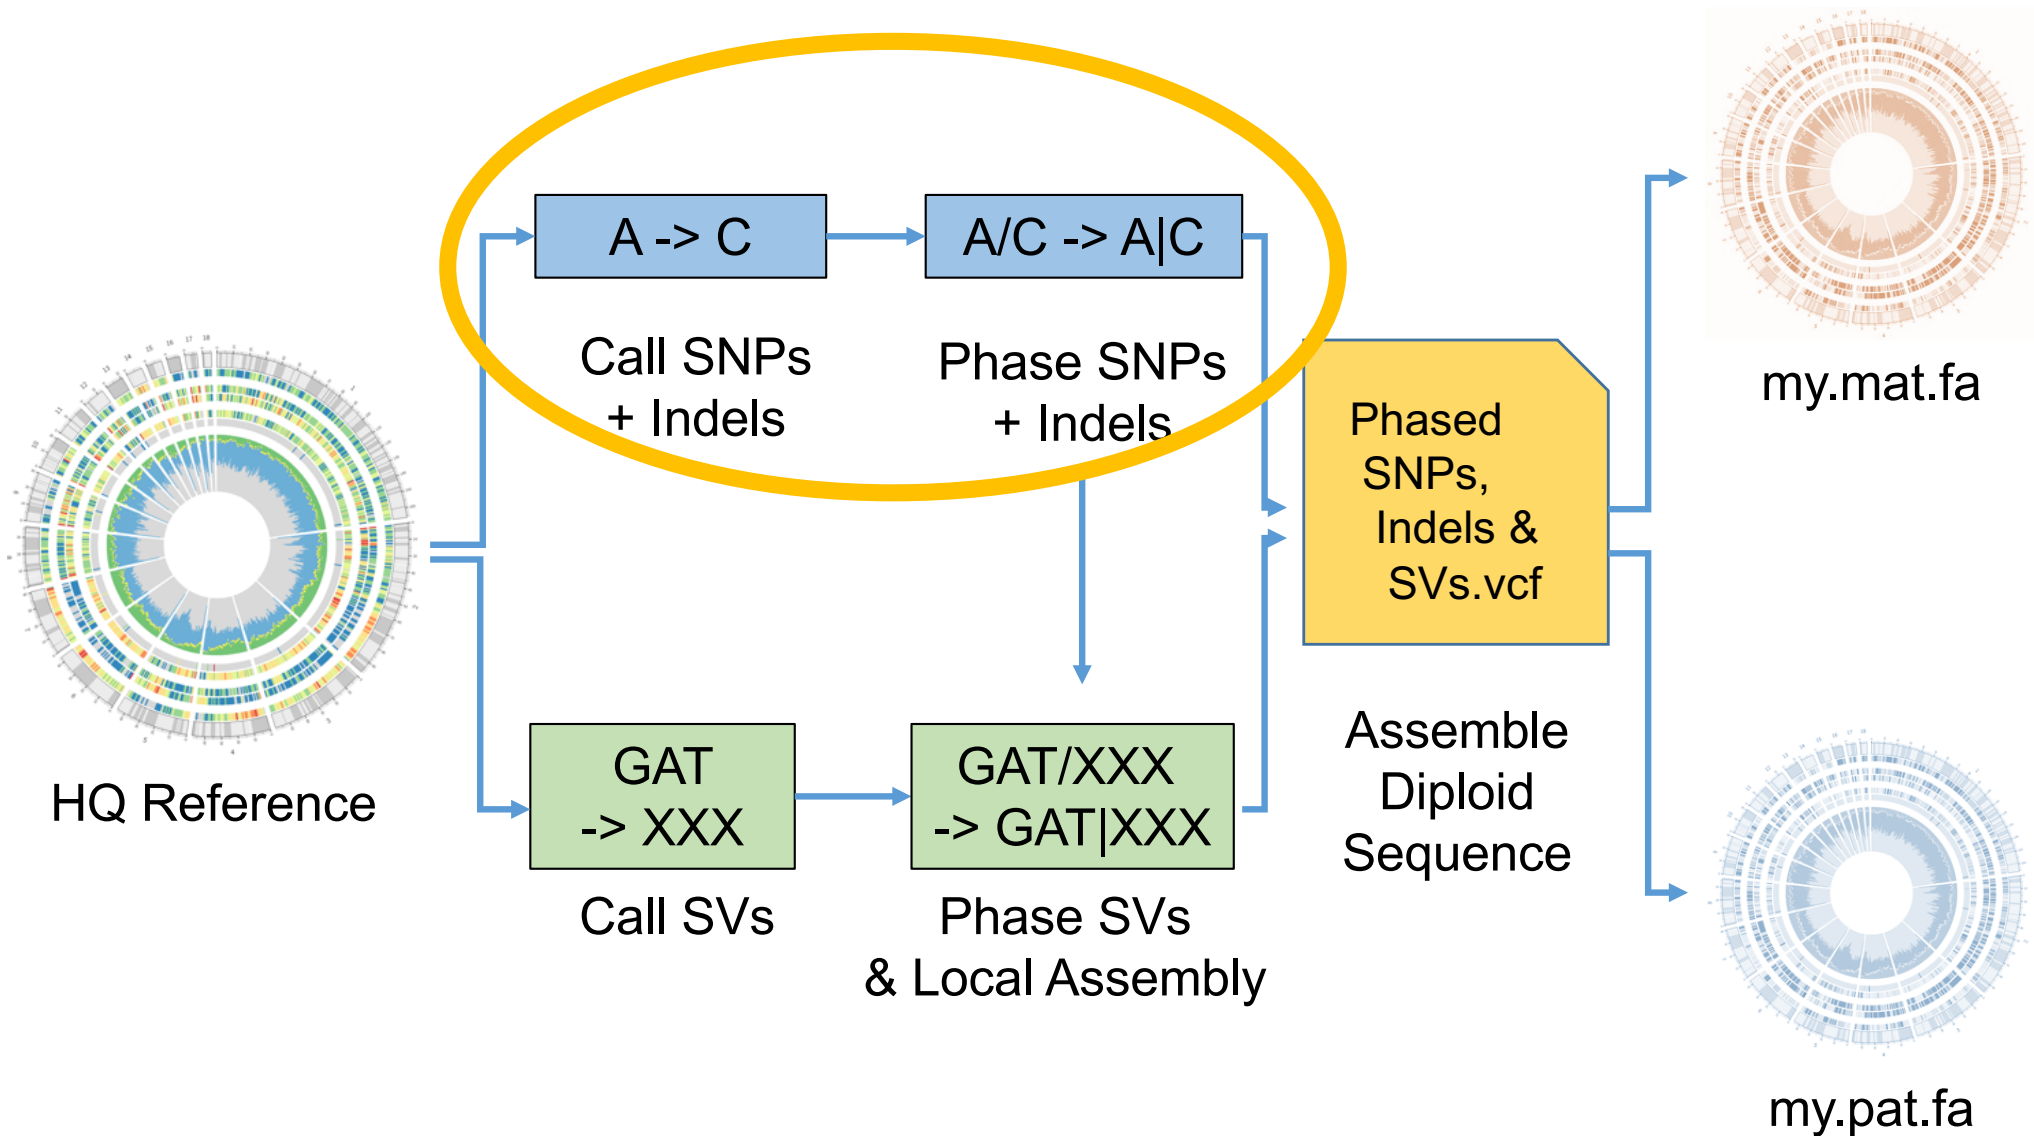 A -> C
A/C -> A|C
Call SNPs
+ Indels
Phase SNPs
+ Indels
HQ Reference
GAT
-> XXX
Call SVs
GAT/XXX
-> GAT|XXX
Phase SVs
& Local Assembly
Phased
SNPs,
Indels &
SVs.vcf
Assemble
Diploid
Sequence
my.mat.fa
my.pat.fa